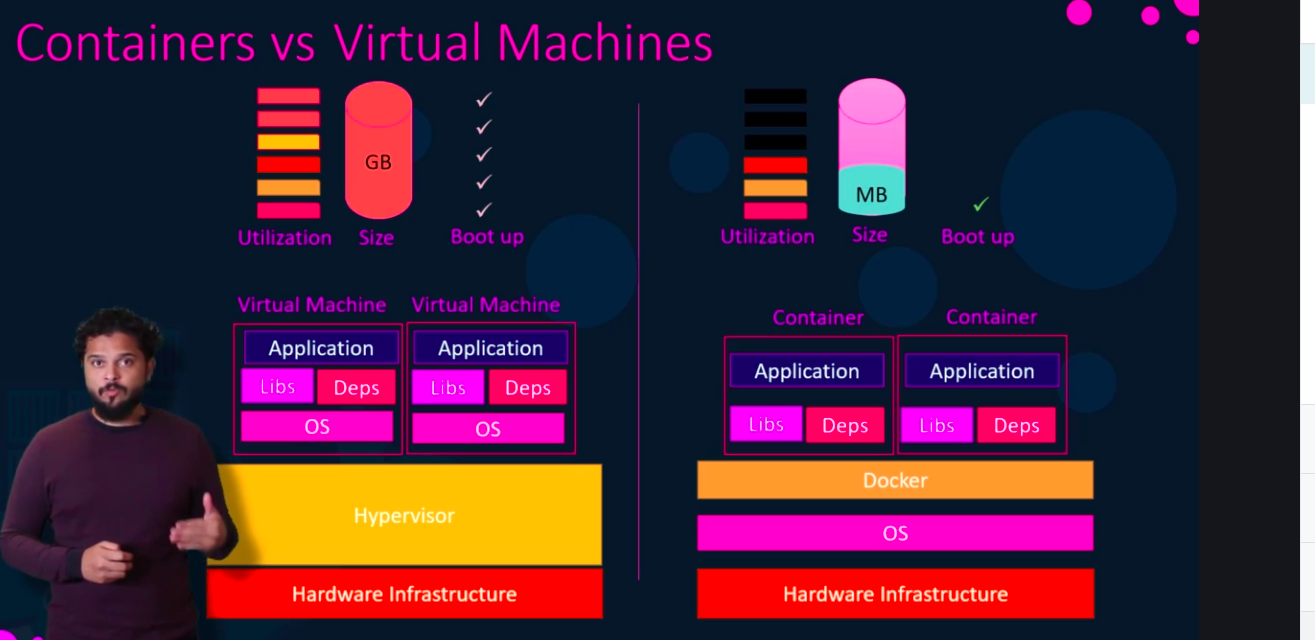 Containers vs Virtual Machines
GB
Utilization Size Boot up
MB
Utilization Size Boot up
Virtual Machine Virtual Machine
Application Application
Libs Deps Libs Deps
OS OS
Hypervisor
Hardware Infrastructure
Container Container
Application Application
Libs Deps Libs Deps
Docker
OS
Hardware Infrastructure